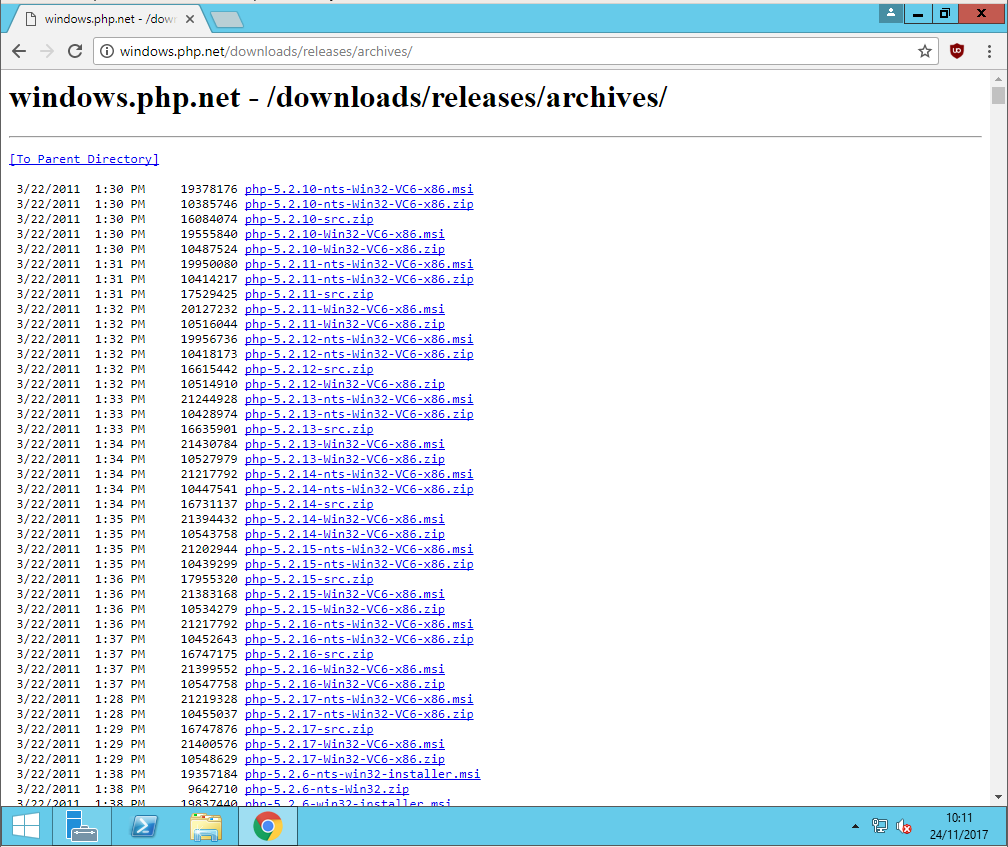 windows.php.net - /dow
windows.php.net/downloads/releases/archives/
windows.php.net - /downloads/releases/archives/
[To Parent Directory]
3/22/2011 1:30 PM 19378176 php-5.2.10-nts-Win32-VC6-x86.msi
3/22/2011 1:30 PM 10385746 php-5.2.10-nts-Win32-VC6-x86.zip
3/22/2011 1:30 PM 16084074 php-5.2.10-src.zip
3/22/2011 1:30 PM 19555840 php-5.2.10-Win32-VC6-x86.msi
3/22/2011 1:30 PM 10487524 php-5.2.10-Win32-VC6-x86.zip
3/22/2011 1:31 PM 19950080 php-5.2.11-nts-Win32-VC6-x86.msi
3/22/2011 1:31 PM 10414217 php-5.2.11-nts-Win32-VC6-x86.zip
3/22/2011 1:31 PM 17529425 php-5.2.11-src.zip
3/22/2011 1:32 PM 20127232 php-5.2.11-Win32-VC6-x86.msi
3/22/2011 1:32 PM 10516044 php-5.2.11-Win32-VC6-x86.zip
3/22/2011 1:32 PM 19956736 php-5.2.12-nts-Win32-VC6-x86.msi
3/22/2011 1:32 PM 10418173 php-5.2.12-nts-Win32-VC6-x86.zip
3/22/2011 1:32 PM 16615442 php-5.2.12-src.zip
3/22/2011 1:32 PM 10514910 php-5.2.12-Win32-VC6-x86.zip
3/22/2011 1:33 PM 21244928 php-5.2.13-nts-Win32-VC6-x86.msi
3/22/2011 1:33 PM 10428974 php-5.2.13-nts-Win32-VC6-x86.zip
3/22/2011 1:33 PM 16635901 php-5.2.13-src.zip
3/22/2011 1:34 PM 21430784 php-5.2.13-Win32-VC6-x86.msi
3/22/2011 1:34 PM 10527979 php-5.2.13-Win32-VC6-x86.zip
3/22/2011 1:34 PM 21217792 php-5.2.14-nts-Win32-VC6-x86.msi
3/22/2011 1:34 PM 10447541 php-5.2.14-nts-Win32-VC6-x86.zip
3/22/2011 1:34 PM 16731137 php-5.2.14-src.zip
3/22/2011 1:35 PM 21394432 php-5.2.14-Win32-VC6-x86.msi
3/22/2011 1:35 PM 10543758 php-5.2.14-Win32-VC6-x86.zip
3/22/2011 1:35 PM 21202944 php-5.2.15-nts-Win32-VC6-x86.msi
3/22/2011 1:35 PM 10439299 php-5.2.15-nts-Win32-VC6-x86.zip
3/22/2011 1:36 PM 17955320 php-5.2.15-src.zip
3/22/2011 1:36 PM 21383168 php-5.2.15-Win32-VC6-x86.msi
3/22/2011 1:36 PM 10534279 php-5.2.15-Win32-VC6-x86.zip
3/22/2011 1:36 PM 21217792 php-5.2.16-nts-Win32-VC6-x86.msi
3/22/2011 1:37 PM 10452643 php-5.2.16-nts-Win32-VC6-x86.zip
3/22/2011 1:37 PM 16747175 php-5.2.16-src.zip
3/22/2011 1:37 PM 21399552 php-5.2.16-Win32-VC6-x86.msi
3/22/2011 1:37 PM 10547758 php-5.2.16-Win32-VC6-x86.zip
3/22/2011 1:28 PM 21219328 php-5.2.17-nts-Win32-VC6-x86.msi
3/22/2011 1:28 PM 10455037 php-5.2.17-nts-Win32-VC6-x86.zip
3/22/2011 1:29 PM 16747876 php-5.2.17-src.zip
3/22/2011 1:29 PM 21400576 php-5.2.17-Win32-VC6-x86.msi
3/22/2011 1:29 PM 10548629 php-5.2.17-Win32-VC6-x86.zip
3/22/2011 1:38 PM 19357184 php-5.2.6-nts-win32-installer.msi
3/22/2011 1:38 PM 9642710 php-5.2.6-nts-Win32.zip
3/22/2011 1:38 PM 19837440 php-5.2.6-win32-installer.msi
10:11
24/11/2017